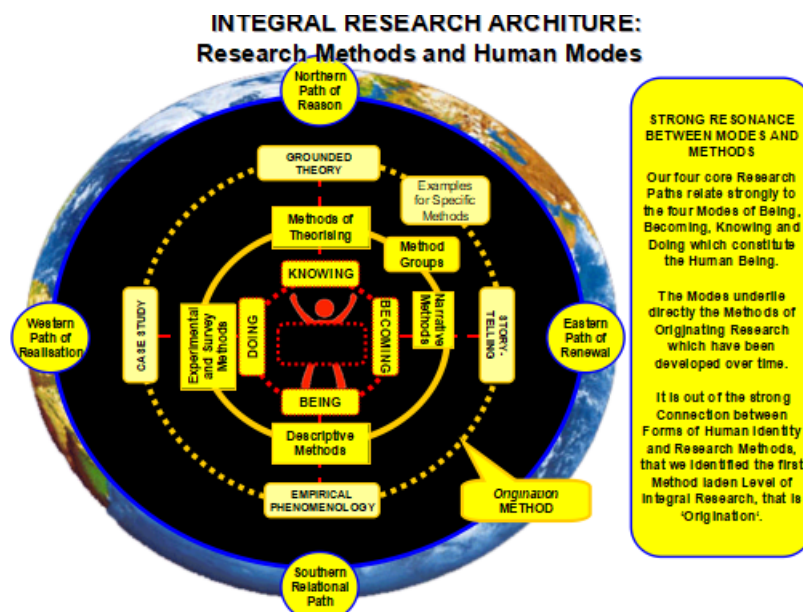 INTEGRAL RESEARCH ARCHITURE:
Research Methods and Human Modes
Northern
Path of
Reason
GROUNDED
THEORY
Examples
for Specific
Methods
Methods of
Theorising
Method
Groups
KNOWING
Western
Path of
Realisation
CASE STUDY
Experimental
and Survey
Methods
DOING
BECOMING
Narrative
Methods
STORY-
TELLING
Eastern
Path of
Renewal
BEING
Descriptive
Methods
EMPIRICAL
PHENOMENOLOGY
Origination
METHOD
Southern
Relational
Path
STRONG RESONANCE
BETWEEN MODES AND
METHODS
Our four core Research
Paths relate strongly to
the four Modes of Being,
Becoming, Knowing and
Doing which constitute
the Human Being.
The Modes underlie
directly the Methods of
Originating Research
which have been
developed over time.
It is out of the strong
Connection between
Forms of Human Identity
and Research Methods,
that we identified the first
Method laden Level of
Integral Research, that is
'Origination'.